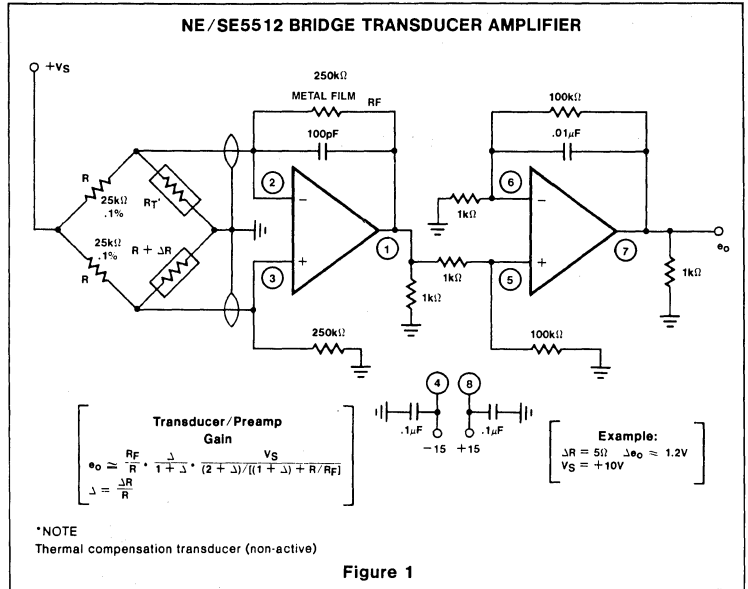 NE/SE5512 BRIDGE TRANSDUCER AMPLIFIER
+VS
250kΩ
METAL FILM RF
100pF
100kΩ
.01μF
R
25kΩ
.1%
RT*
25kΩ
.1%
R
R + ΔR
2
−
+
3
1
1kΩ
1kΩ
250kΩ
6
1kΩ
−
+
5
7
eo
1kΩ
100kΩ
4
8
.1μF
.1μF
−15 +15
Transducer/Preamp
Gain
eo ≃ RF/R · Δ/1 + Δ · VS/(2 + Δ)/[(1 + Δ) + R/RF]
Δ = ΔR/R
Example:
ΔR = 5Ω Δeo ≈ 1.2V
VS = +10V
*NOTE
Thermal compensation transducer (non-active)
Figure 1